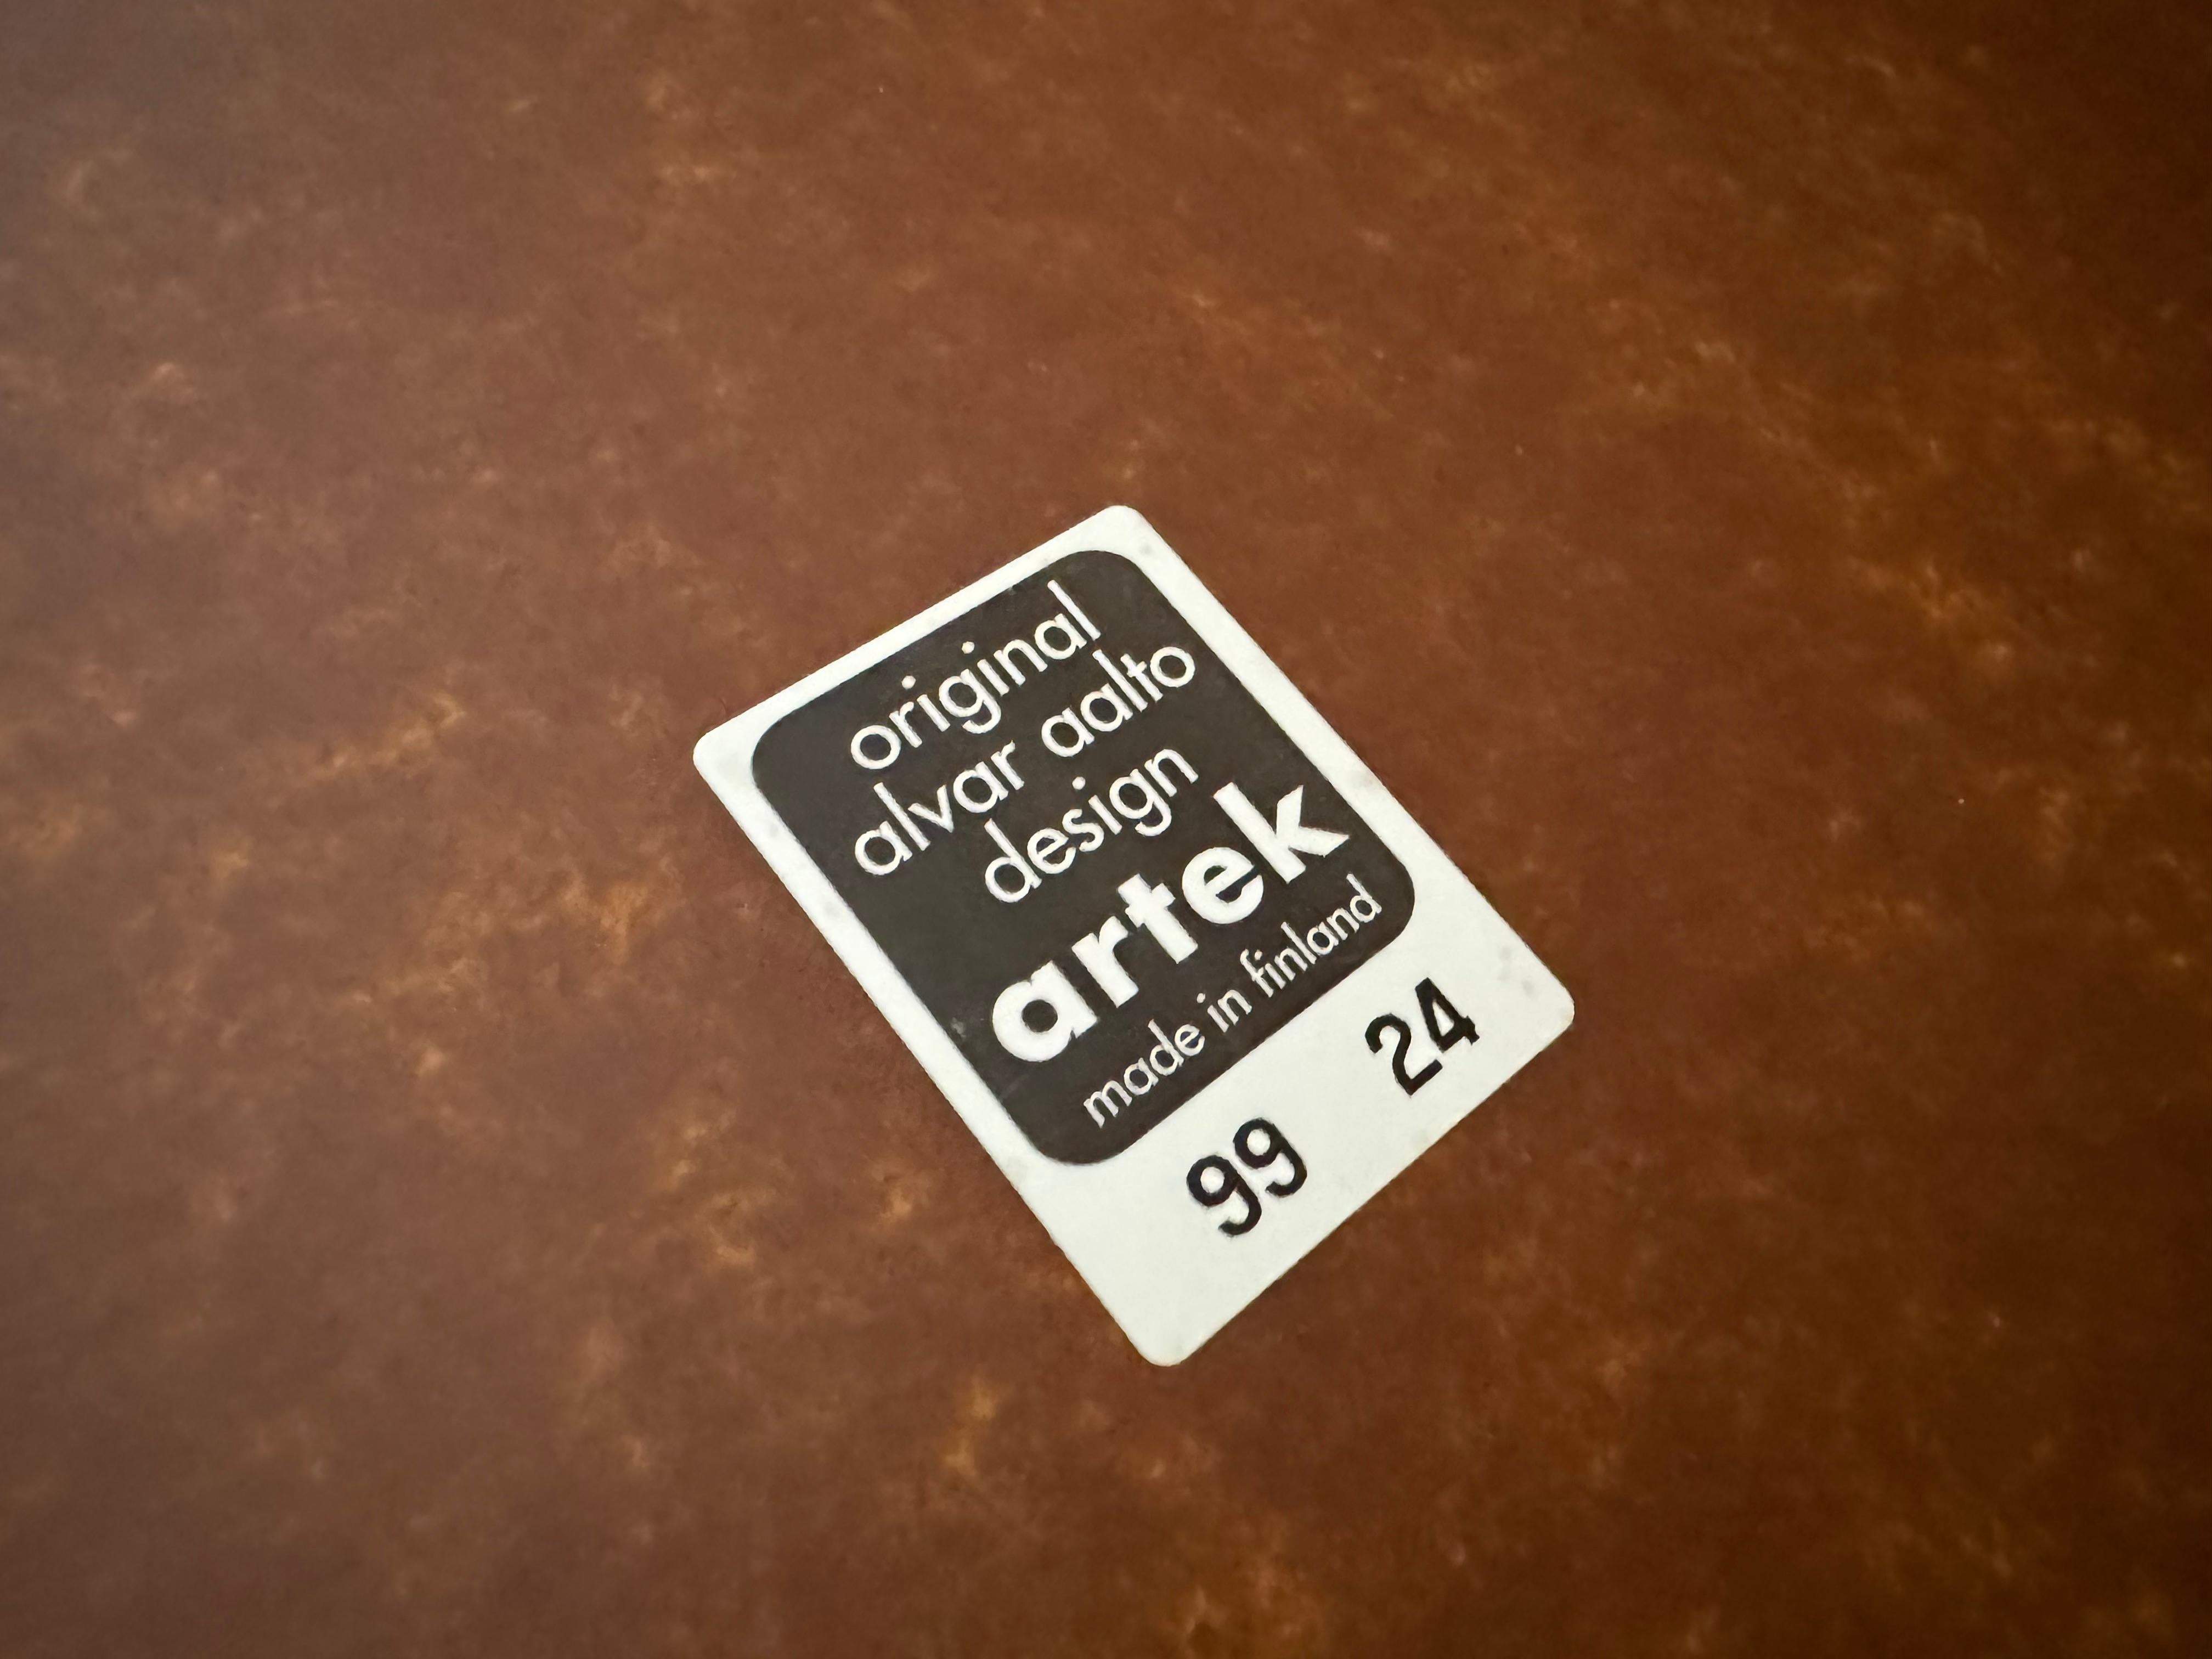 original
alvar aalto
design
artek
made in finland
99 24